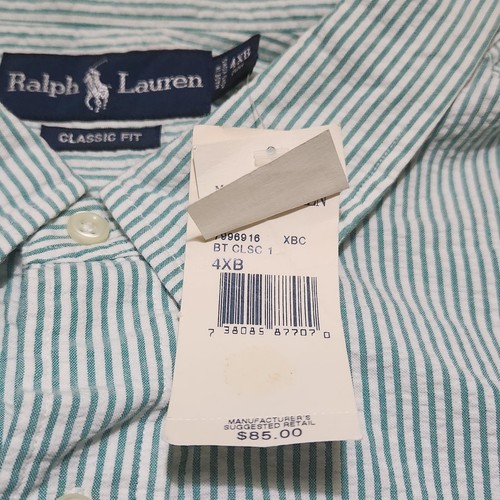 Ralph Lauren
4XB
CLASSIC FIT
7996916 XBC
BT CLSC 1
4XB
7 38085 87707 0
MANUFACTURER'S
SUGGESTED RETAIL
$85.00